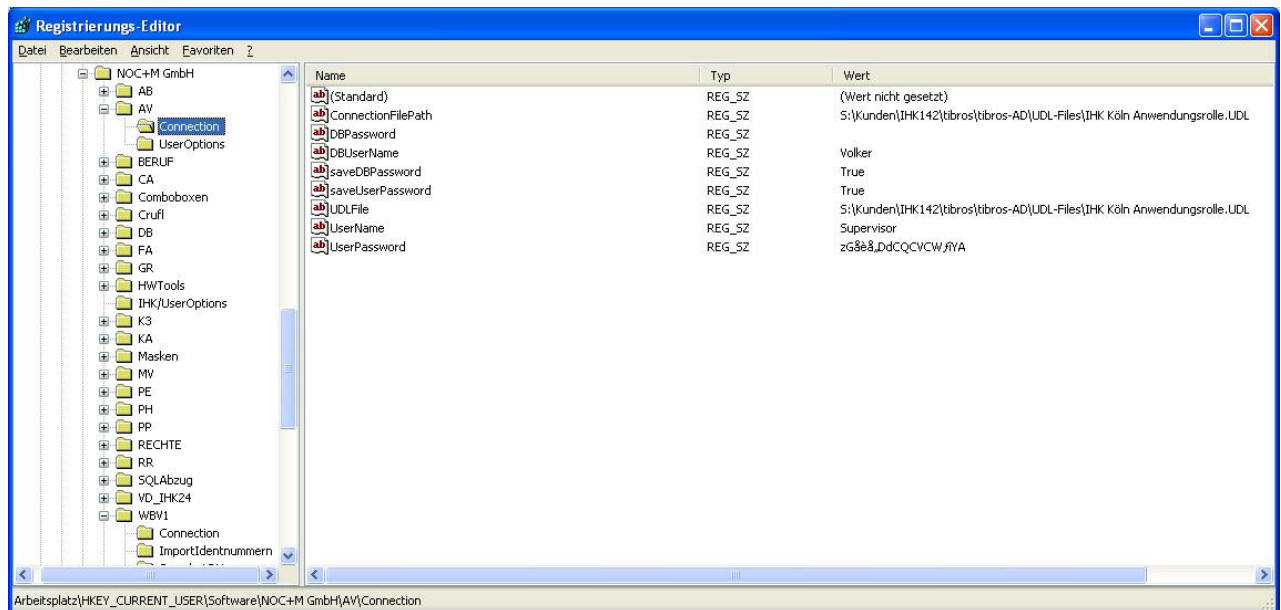 Registrierungs-Editor
Datei Bearbeiten Ansicht Favoriten ?
NOC+M GmbH
AB
AV
Connection
UserOptions
BERUF
CA
Comboboxen
Crufl
DB
FA
GR
HWTools
IHK/UserOptions
K3
KA
Masken
MV
PE
PH
PP
RECHTE
RR
SQLAbzug
VD_IHK24
WBV1
Connection
ImportIdentnummern
Name Typ Wert
(Standard) REG_SZ (Wert nicht gesetzt)
ConnectionFilePath REG_SZ S:\Kunden\IHK142\tibros\tibros-AD\UDL-Files\IHK Köln Anwendungsrolle.UDL
DBPassword REG_SZ
DBUserName REG_SZ Volker
saveDBPassword REG_SZ True
saveUserPassword REG_SZ True
UDLFile REG_SZ S:\Kunden\IHK142\tibros\tibros-AD\UDL-Files\IHK Köln Anwendungsrolle.UDL
UserName REG_SZ Supervisor
UserPassword REG_SZ
Arbeitsplatz\HKEY_CURRENT_USER\Software\NOC+M GmbH\AV\Connection